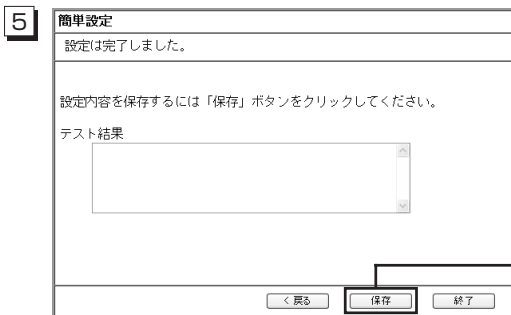 5
簡単設定
設定は完了しました。
設定内容を保存するには「保存」ボタンをクリックしてください。
テスト結果
< 戻る 保存 終了